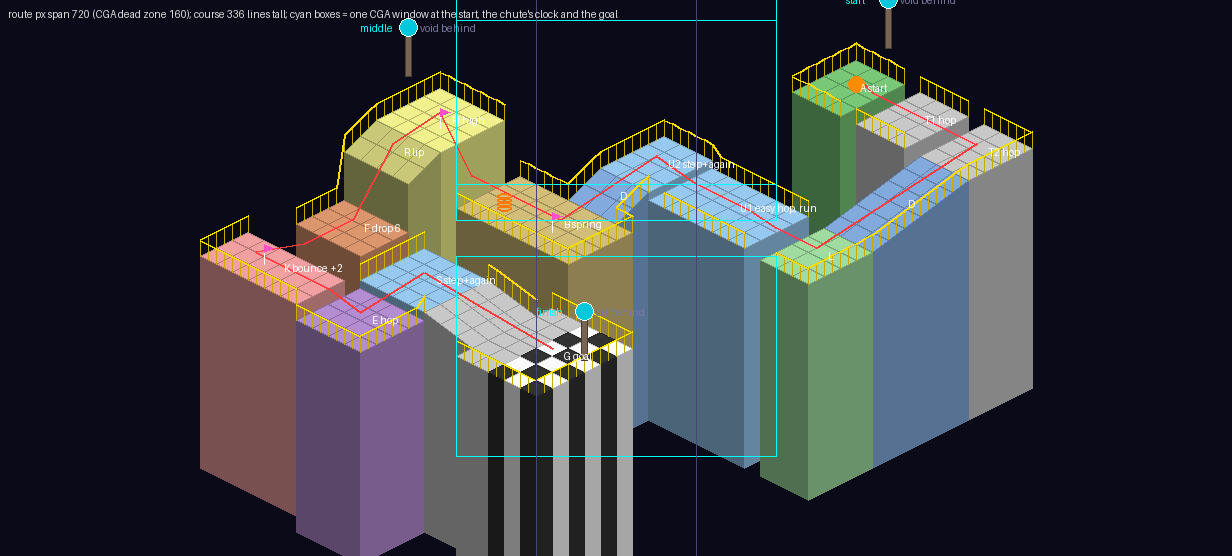 route px span 720 (CGA dead zone 160); course 336 lines tall; cyan boxes = one CGA window at the start, the chute's clock and the goal
start void behind
middle void behind
A start
T1 hop
T2 hop
R lip
U2 step+again
D
D
U1 easy hop, run
B spring
F drop6
L
K bounce +2
S step+again
E hop
G goal